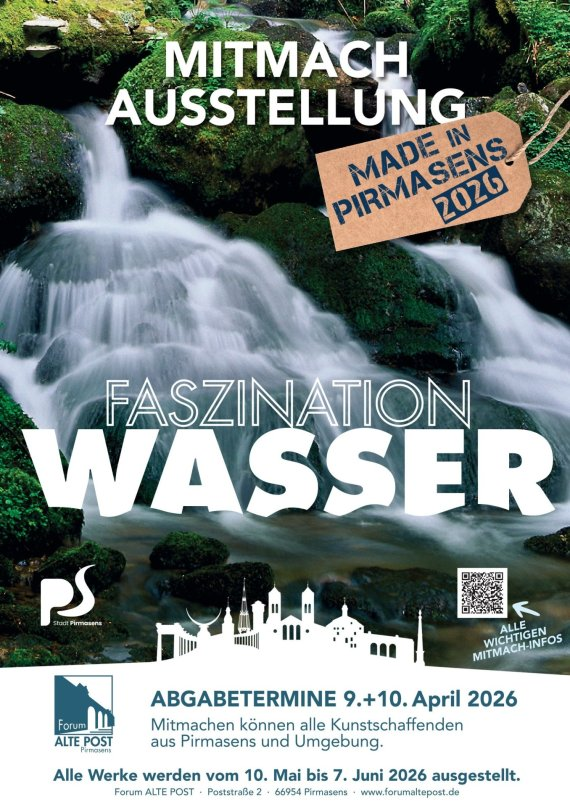 MITMACH
AUSSTELLUNG
MADE IN
PIRMASENS
2026
FASZINATION
WASSER
PS
Stadt Pirmasens
ALLE
WICHTIGEN
MITMACH-INFOS
Forum
ALTE POST
Pirmasens
ABGABETERMINE 9.+10. April 2026
Mitmachen können alle Kunstschaffenden
aus Pirmasens und Umgebung.
Alle Werke werden vom 10. Mai bis 7. Juni 2026 ausgestellt.
Forum ALTE POST · Poststraße 2 · 66954 Pirmasens · www.forumaltepost.de